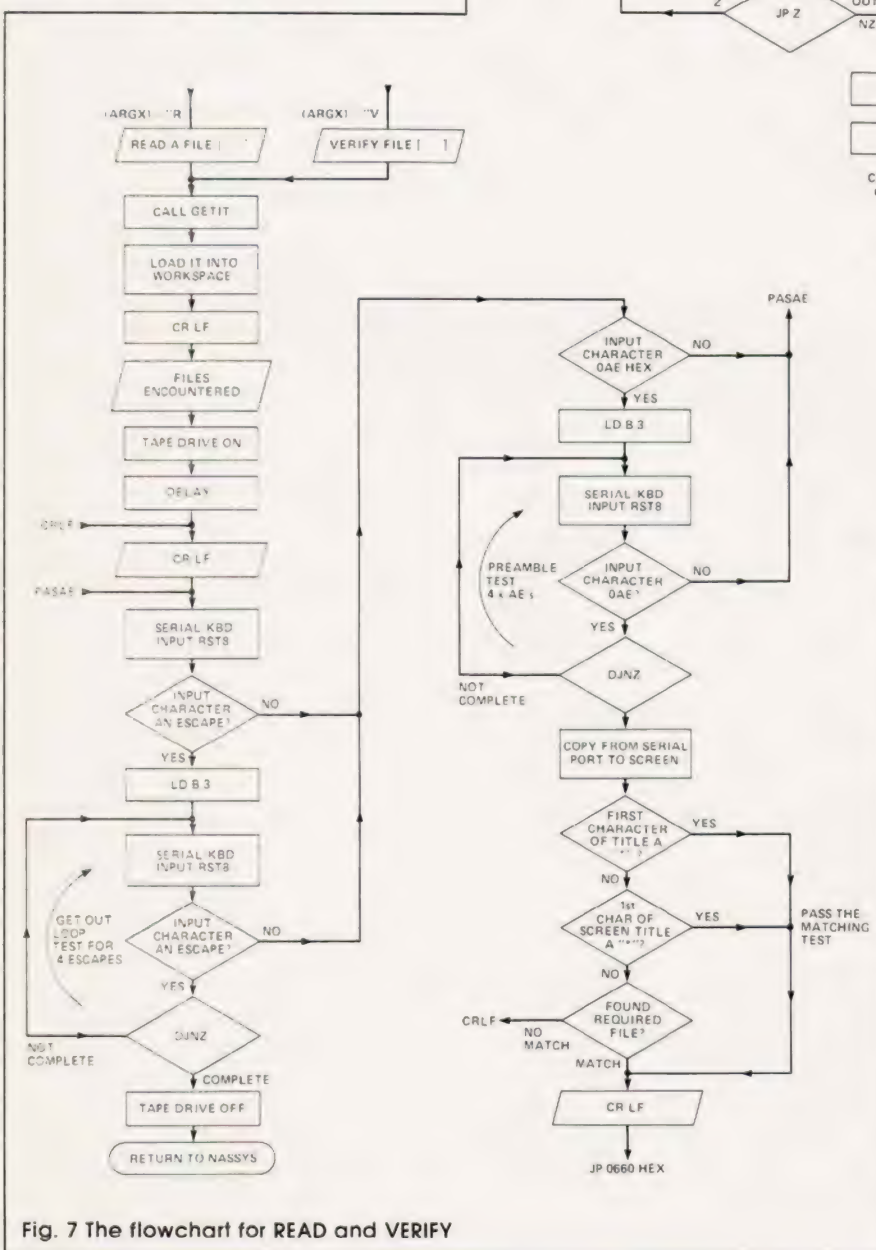 Z
JP Z
NZ
(ARGX) "R
(ARGX) "V
READ A FILE [
VERIFY FILE [ ]
CALL GETIT
LOAD IT INTO
WORKSPACE
CR LF
FILES
ENCOUNTERED
TAPE DRIVE ON
DELAY
CRLF
CR LF
PASAE
SERIAL KBD
INPUT RST8
INPUT
CHARACTER
AN ESCAPE?
NO
YES
LD B 3
SERIAL KBD
INPUT RST8
GET OUT
LOOP
TEST FOR
4 ESCAPES
INPUT
CHARACTER
AN ESCAPE?
NO
YES
DJNZ
NOT
COMPLETE
COMPLETE
TAPE DRIVE OFF
RETURN TO NASSYS
PASAE
INPUT
CHARACTER
0AE HEX
NO
YES
LD B 3
SERIAL KBD
INPUT RST8
PREAMBLE
TEST
4 x AE s
INPUT
CHARACTER
0AE?
NO
YES
DJNZ
NOT
COMPLETE
COPY FROM SERIAL
PORT TO SCREEN
FIRST
CHARACTER
OF TITLE A
"*"?
YES
NO
1st
CHAR OF
SCREEN TITLE
A "*"?
YES
PASS THE
MATCHING
TEST
NO
FOUND
REQUIRED
FILE?
CRLF
NO
MATCH
MATCH
CR LF
JP 0660 HEX
Fig. 7 The flowchart for READ and VERIFY